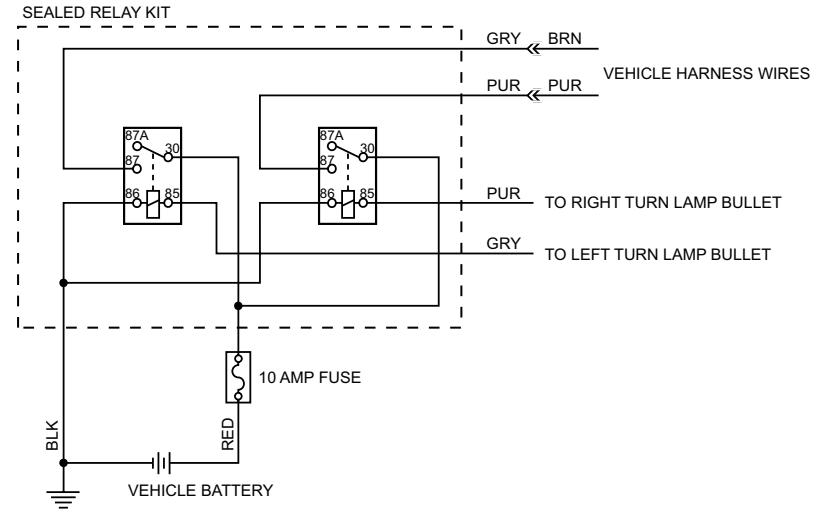 SEALED RELAY KIT
GRY BRN
VEHICLE HARNESS WIRES
PUR PUR
87A 87A
30 30
87 87
86 85 86 85
PUR TO RIGHT TURN LAMP BULLET
GRY TO LEFT TURN LAMP BULLET
10 AMP FUSE
BLK RED
VEHICLE BATTERY